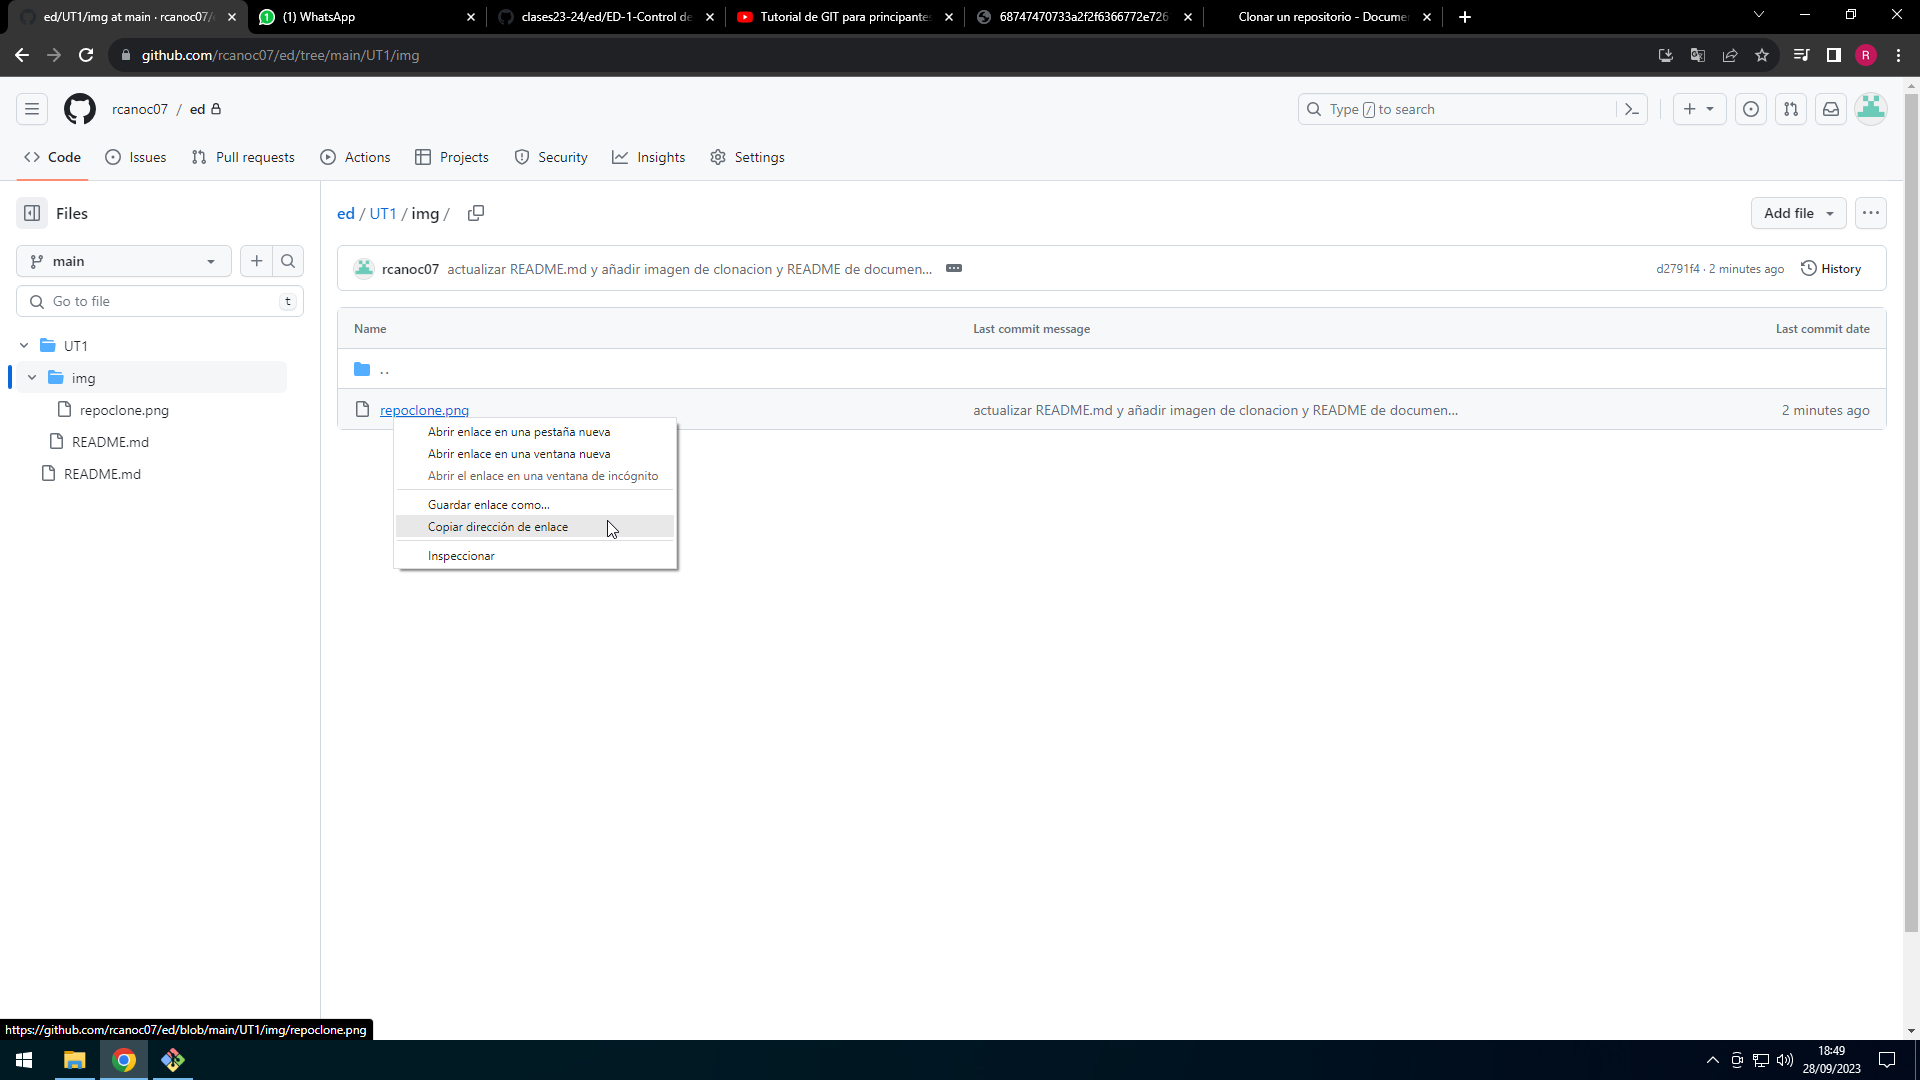 ed/UT1/img at main · rcanoc07/
(1) WhatsApp
clases23-24/ed/ED-1-Control de
Tutorial de GIT para principantes
68747470733a2f2f6366772e726
Clonar un repositorio - Docume
github.com/rcanoc07/ed/tree/main/UT1/img
R
rcanoc07 / ed
Type / to search
Code
Issues
Pull requests
Actions
Projects
Security
Insights
Settings
Files
ed / UT1 / img /
Add file
main
rcanoc07 actualizar README.md y añadir imagen de clonacion y README de documen...
d2791f4 · 2 minutes ago
History
Go to file
t
Name
Last commit message
Last commit date
UT1
..
img
repoclone.png
actualizar README.md y añadir imagen de clonacion y README de documen...
2 minutes ago
repoclone.png
README.md
README.md
Abrir enlace en una pestaña nueva
Abrir enlace en una ventana nueva
Abrir el enlace en una ventana de incógnito
Guardar enlace como...
Copiar dirección de enlace
Inspeccionar
https://github.com/rcanoc07/ed/blob/main/UT1/img/repoclone.png
18:49
28/09/2023